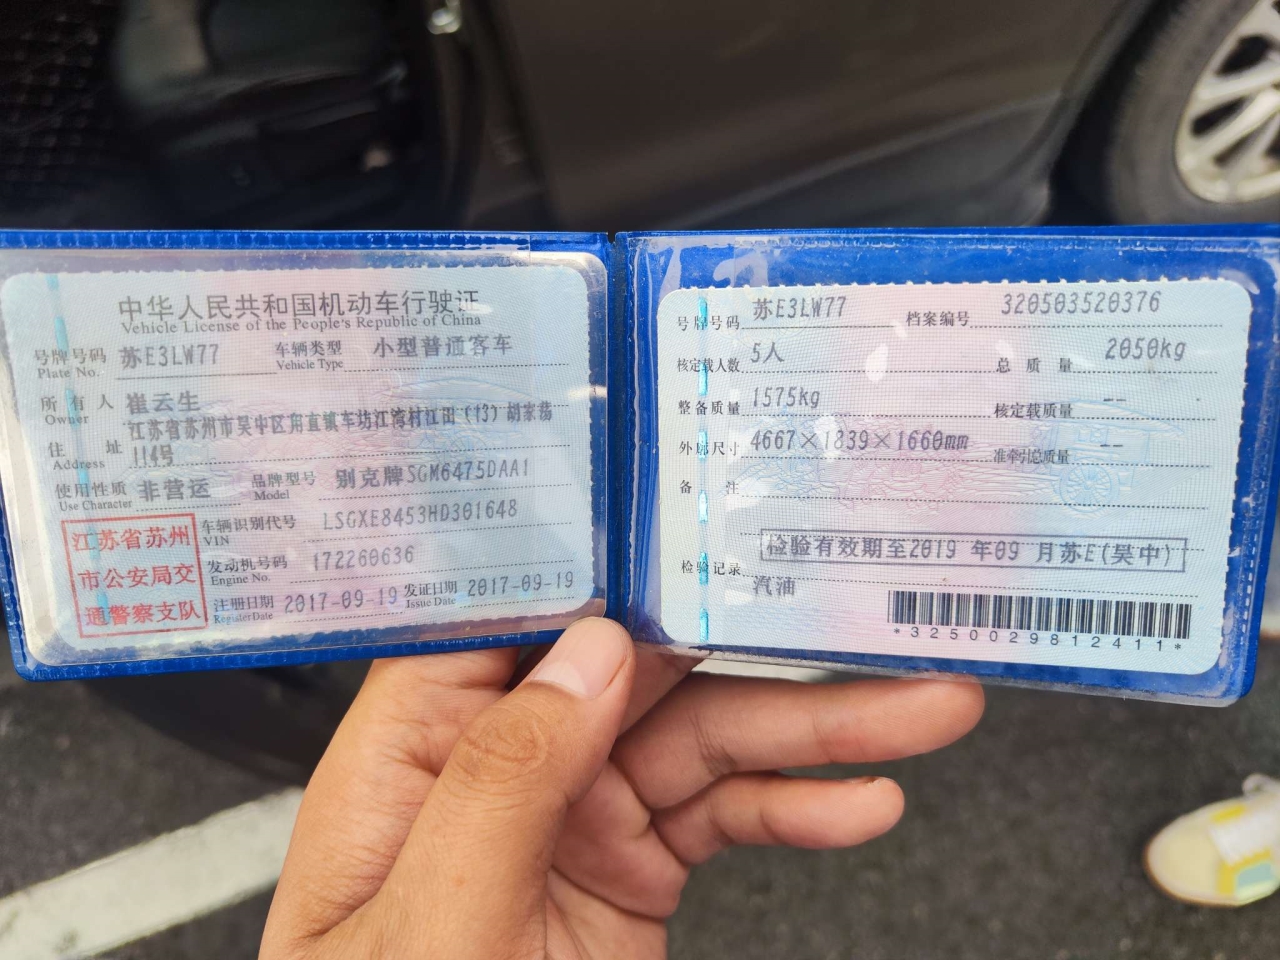 中华人民共和国机动车行驶证
Vehicle License of the People's Republic of China
号牌号码 Plate No. 苏E3LW77 车辆类型 Vehicle Type 小型普通客车
所有人 Owner 崔云生
住址 Address 江苏省苏州市吴中区甪直镇车坊江湾村江田（13）胡家荡
114号
使用性质 Use Character 非营运 品牌型号 Model 别克牌SGM6475DAA1
车辆识别代号 VIN LSGXE8453HD301648
发动机号码 Engine No. 172260636
注册日期 Register Date 2017-09-19 发证日期 Issue Date 2017-09-19
江苏省苏州
市公安局交
通警察支队
号牌号码 苏E3LW77 档案编号 320503520376
核定载人数 5人 总质量 2050kg
整备质量 1575kg 核定载质量 --
外廓尺寸 4667×1839×1660mm 准牵引总质量 --
备注
检验记录 检验有效期至2019 年09 月苏E(吴中)
汽油
*3250029812411*